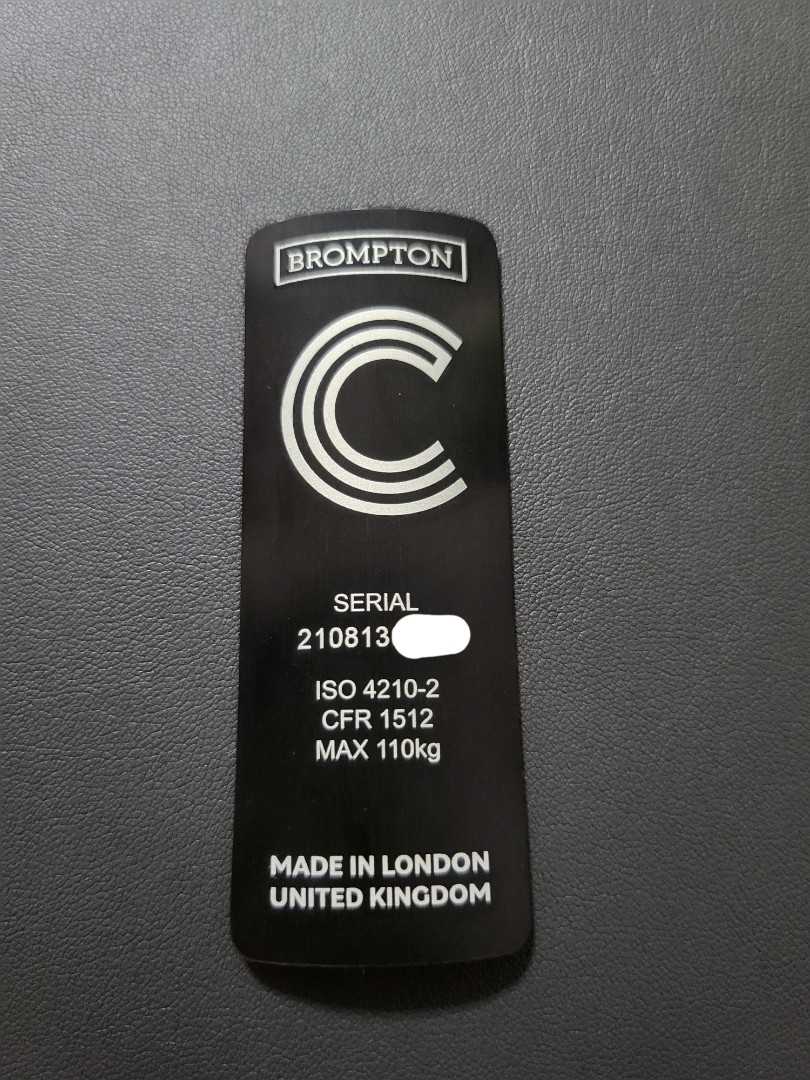 BROMPTON
C
SERIAL
210813
ISO 4210-2
CFR 1512
MAX 110kg
MADE IN LONDON
UNITED KINGDOM